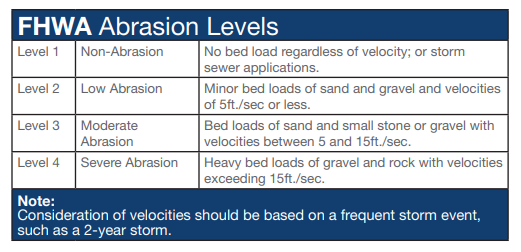 FHWA Abrasion Levels
Level 1 Non-Abrasion No bed load regardless of velocity; or storm
sewer applications.
Level 2 Low Abrasion Minor bed loads of sand and gravel and velocities
of 5ft./sec or less.
Level 3 Moderate Bed loads of sand and small stone or gravel with
Abrasion velocities between 5 and 15ft./sec.
Level 4 Severe Abrasion Heavy bed loads of gravel and rock with velocities
exceeding 15ft./sec.
Note:
Consideration of velocities should be based on a frequent storm event,
such as a 2-year storm.